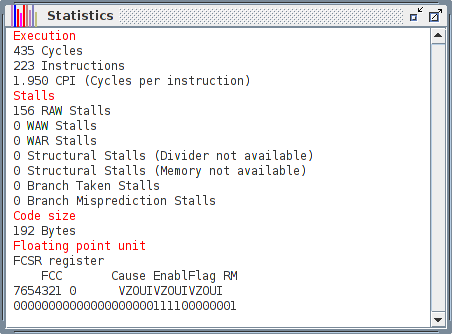 Statistics
Execution
435 Cycles
223 Instructions
1.950 CPI (Cycles per instruction)
Stalls
156 RAW Stalls
0 WAW Stalls
0 WAR Stalls
0 Structural Stalls (Divider not available)
0 Structural Stalls (Memory not available)
0 Branch Taken Stalls
0 Branch Misprediction Stalls
Code size
192 Bytes
Floating point unit
FCSR register
FCC Cause EnablFlag RM
7654321 0 VZOUIVZOUIVZOUI
00000000000000000000111100000001